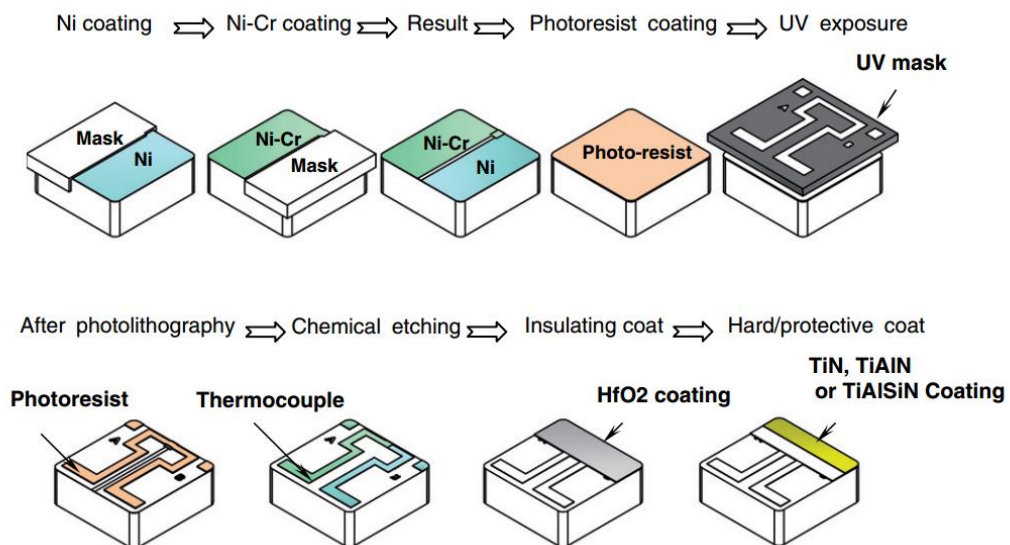 Ni coating ⇨ Ni-Cr coating ⇨ Result ⇨ Photoresist coating ⇨ UV exposure
UV mask
Mask
Ni
Ni-Cr
Mask
Ni-Cr
Ni
Photo-resist
A
B
After photolithography ⇨ Chemical etching ⇨ Insulating coat ⇨ Hard/protective coat
Photoresist
Thermocouple
HfO2 coating
TiN, TiAlN
or TiAlSiN Coating
A
B
A
B